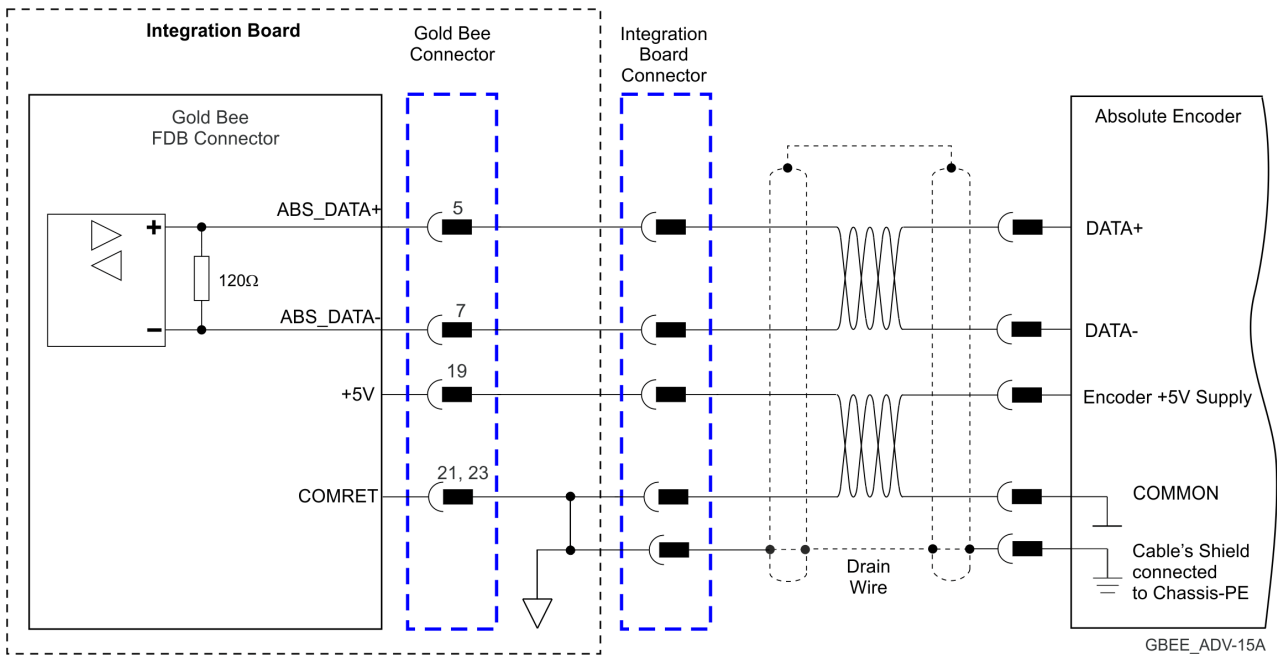 Integration Board
Gold Bee
Connector
Integration
Board
Connector
Gold Bee
FDB Connector
Absolute Encoder
ABS_DATA+
5
+
DATA+
120Ω
ABS_DATA-
7
-
DATA-
19
+5V
Encoder +5V Supply
21, 23
COMRET
COMMON
Drain
Wire
Cable's Shield
connected
to Chassis-PE
GBEE_ADV-15A